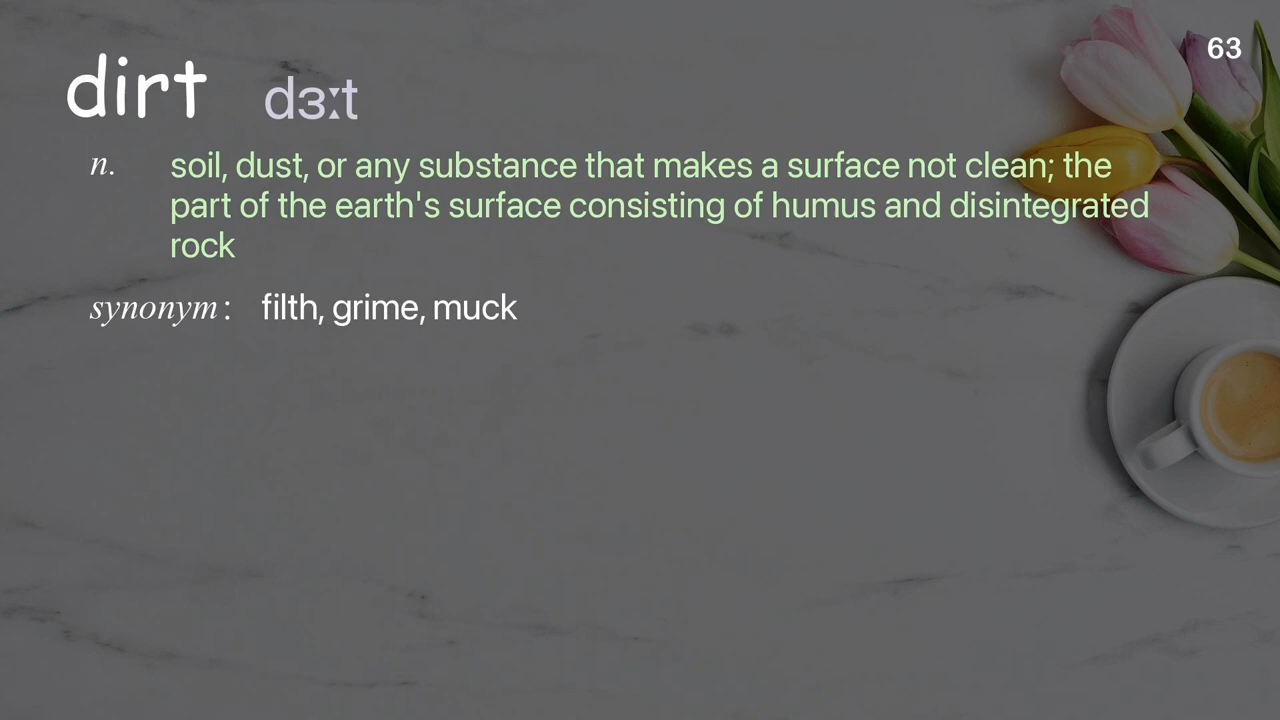 63
dirt dɜːt
n. soil, dust, or any substance that makes a surface not clean; the
part of the earth's surface consisting of humus and disintegrated
rock
synonym: filth, grime, muck